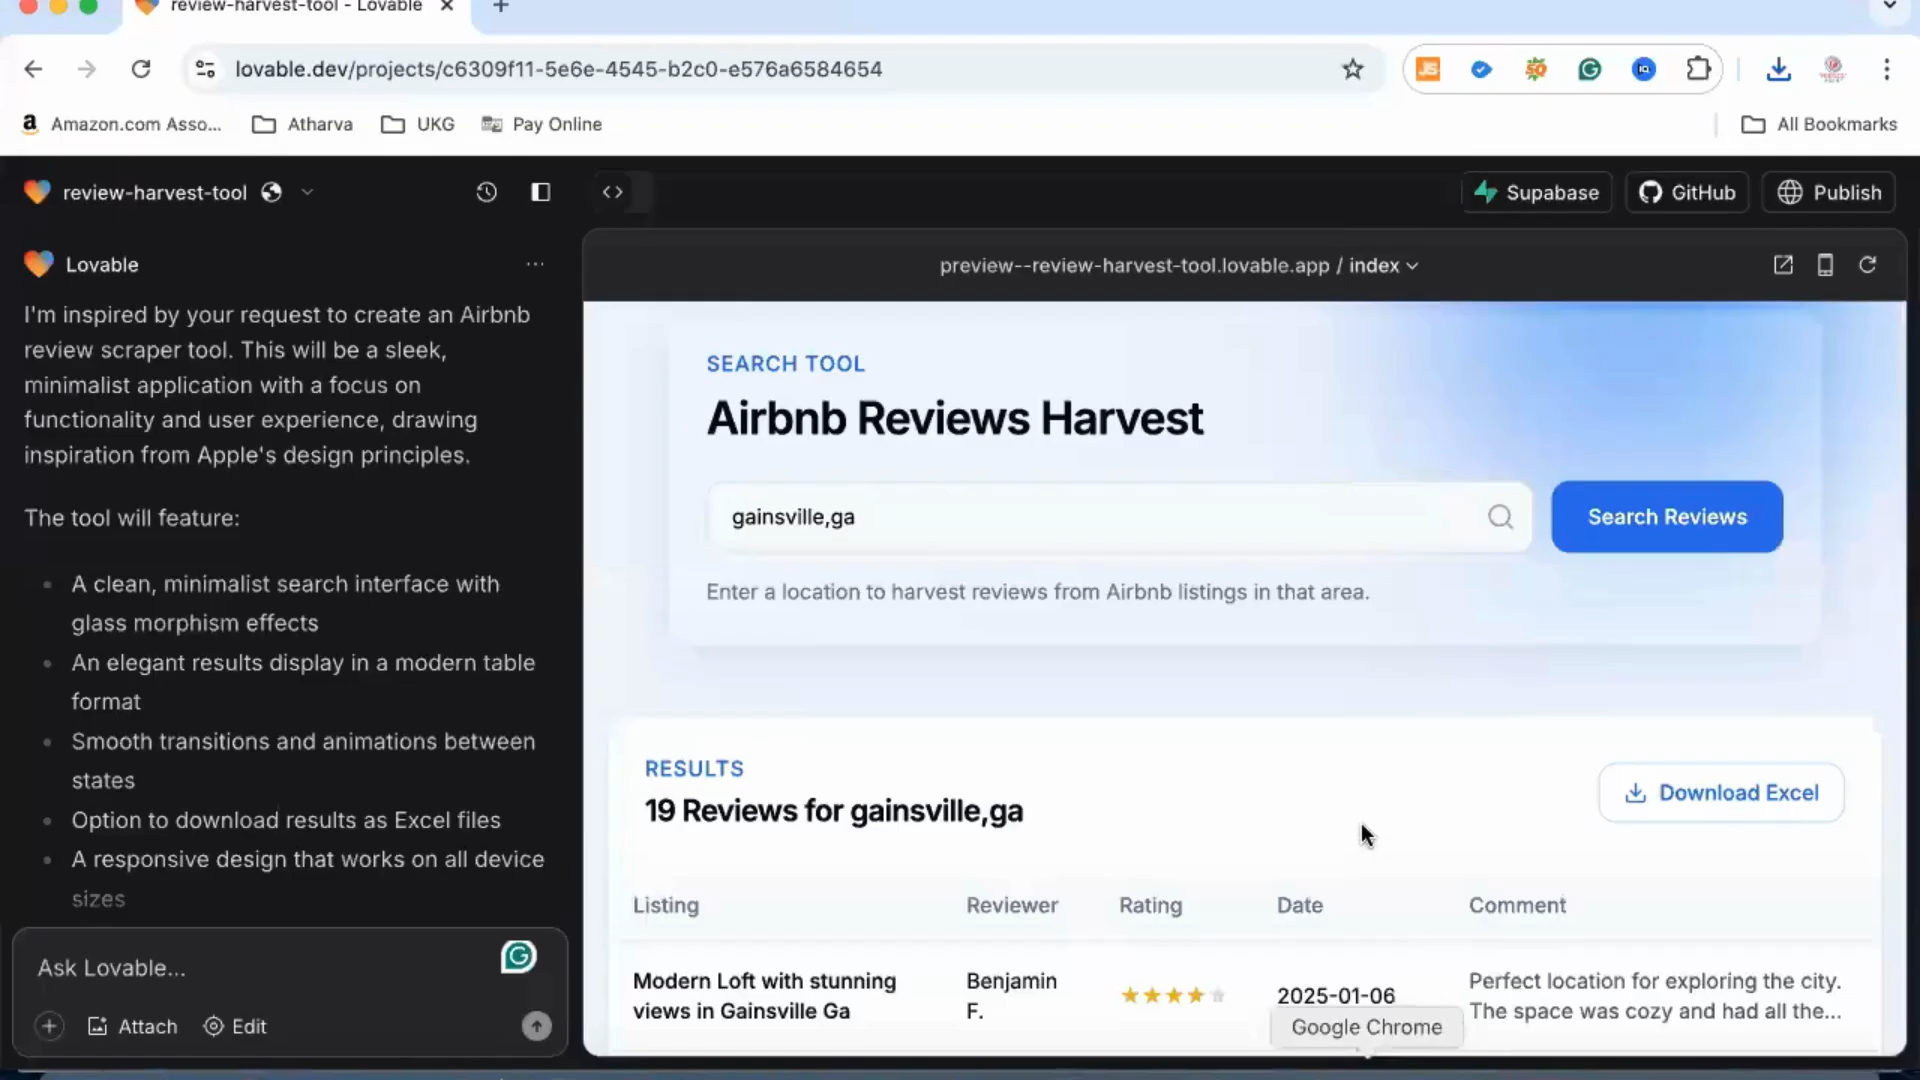 review-harvest-tool - Lovable
lovable.dev/projects/c6309f11-5e6e-4545-b2c0-e576a6584654
JS
50
IQ
Amazon.com Asso...
Atharva
UKG
Pay Online
All Bookmarks
review-harvest-tool
Supabase
GitHub
Publish
Lovable
I'm inspired by your request to create an Airbnb
review scraper tool. This will be a sleek,
minimalist application with a focus on
functionality and user experience, drawing
inspiration from Apple's design principles.
The tool will feature:
A clean, minimalist search interface with
glass morphism effects
An elegant results display in a modern table
format
Smooth transitions and animations between
states
Option to download results as Excel files
A responsive design that works on all device
sizes
Ask Lovable...
Attach
Edit
preview--review-harvest-tool.lovable.app / index
SEARCH TOOL
Airbnb Reviews Harvest
gainsville,ga
Search Reviews
Enter a location to harvest reviews from Airbnb listings in that area.
RESULTS
19 Reviews for gainsville,ga
Download Excel
Listing Reviewer Rating Date Comment
Modern Loft with stunning
views in Gainsville Ga
Benjamin
F.
2025-01-06
Perfect location for exploring the city.
The space was cozy and had all the...
Google Chrome